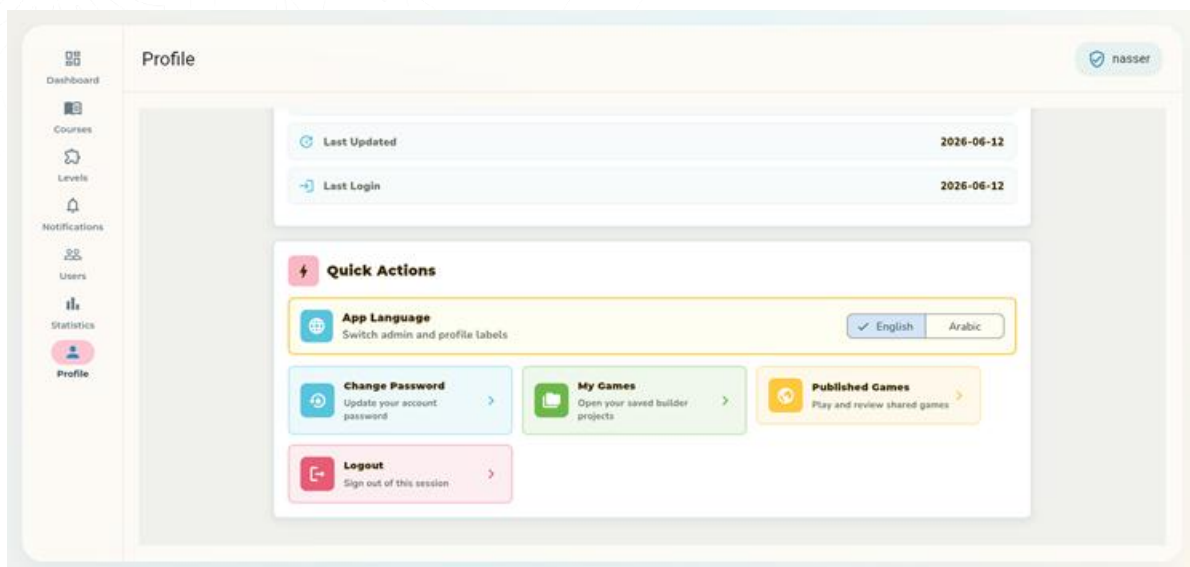 Profile
nasser
Dashboard
Courses
Levels
Notifications
Users
Statistics
Profile
Last Updated 2026-06-12
Last Login 2026-06-12
Quick Actions
App Language
Switch admin and profile labels
English Arabic
Change Password
Update your account
password
My Games
Open your saved builder
projects
Published Games
Play and review shared games
Logout
Sign out of this session